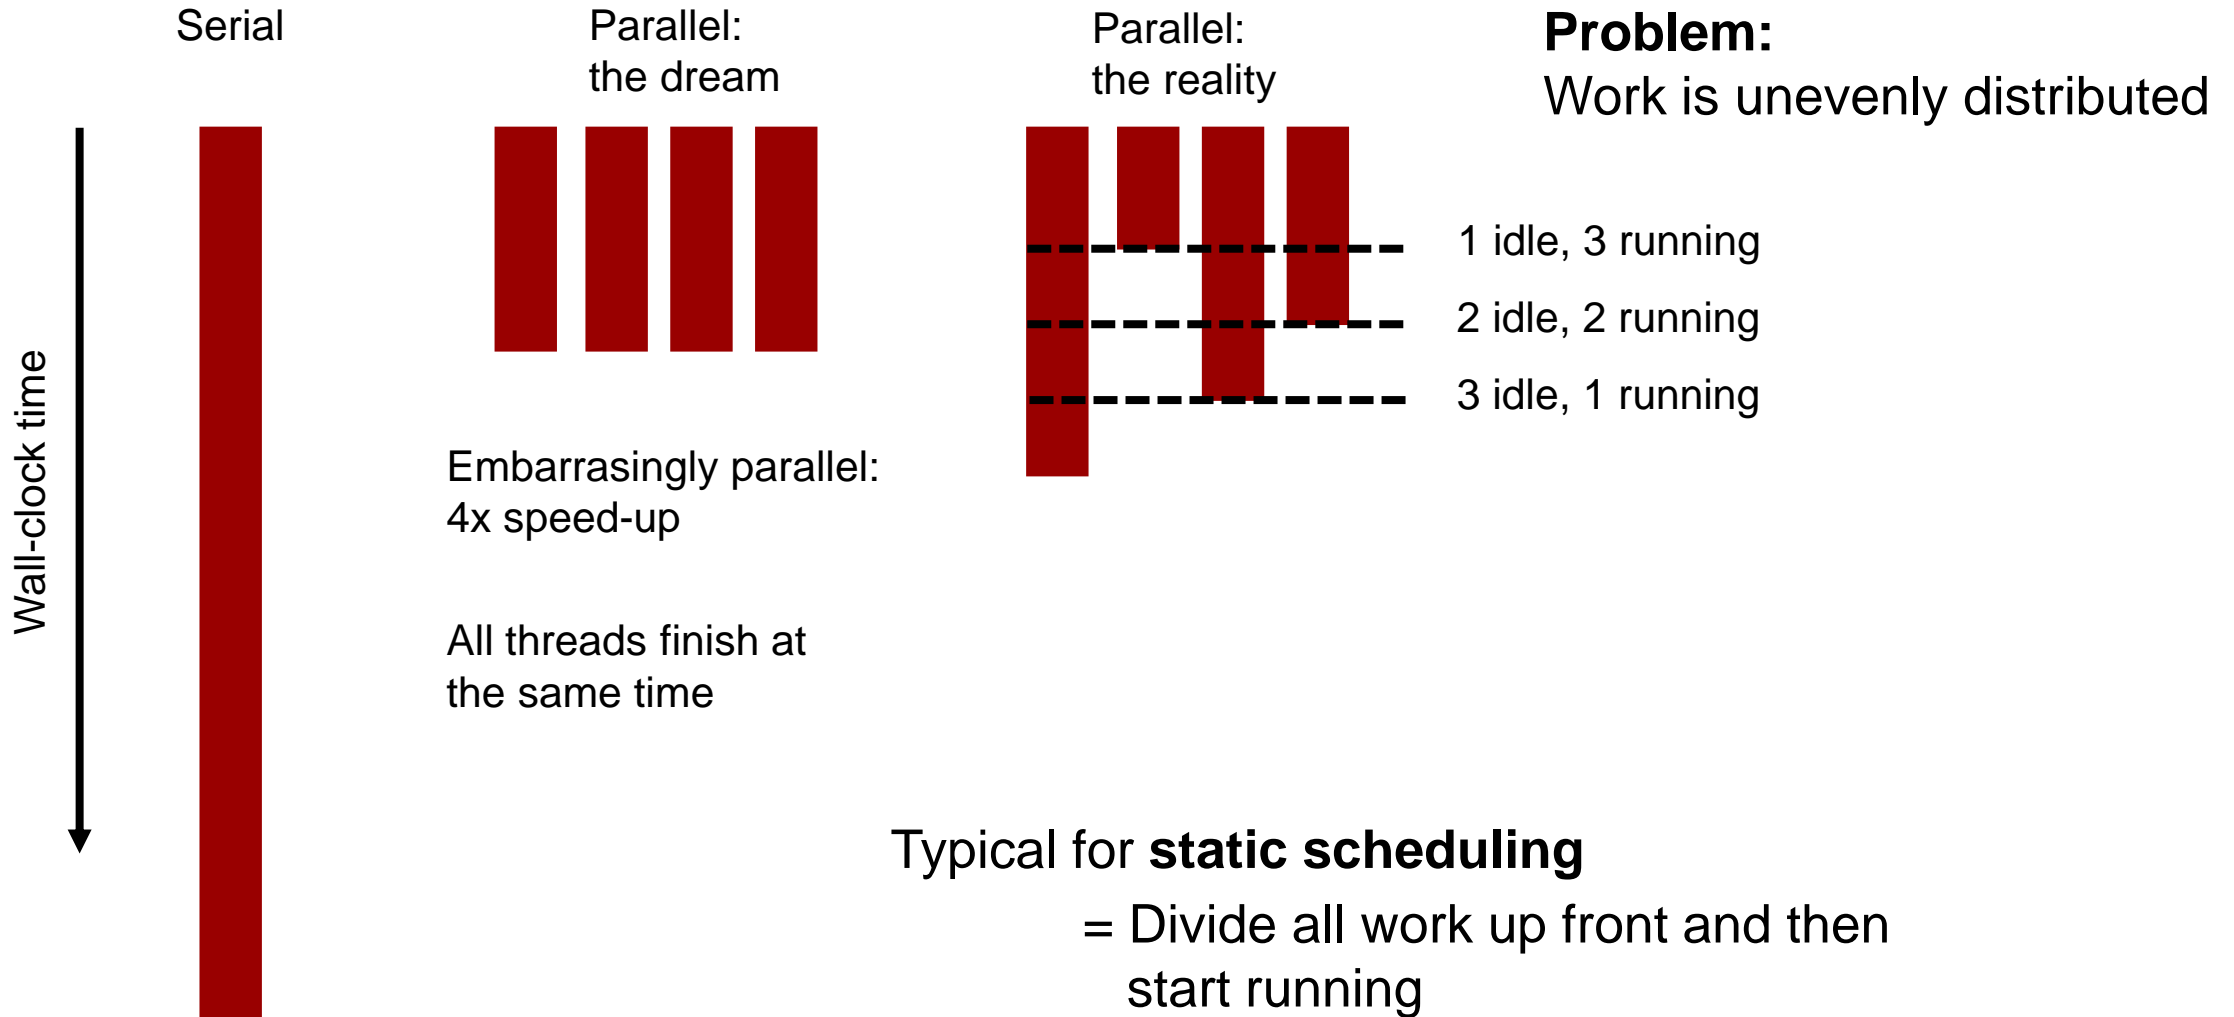 Serial
Parallel:
the dream
Parallel:
the reality
Problem:
Work is unevenly distributed
Wall-clock time
1 idle, 3 running
2 idle, 2 running
3 idle, 1 running
Embarrasingly parallel:
4x speed-up
All threads finish at
the same time
Typical for static scheduling
= Divide all work up front and then
start running